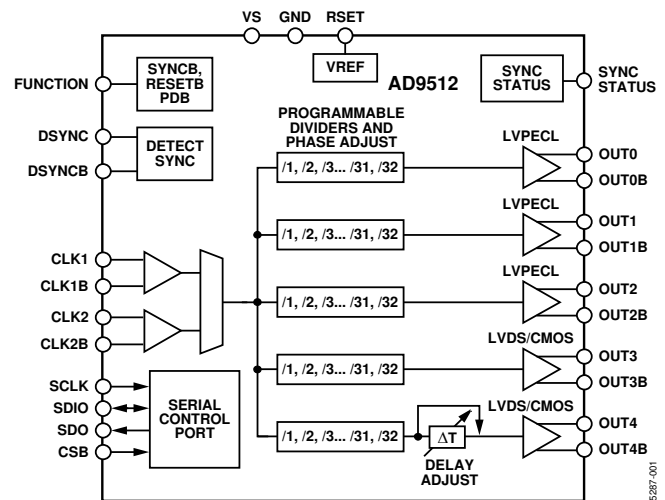 VS GND RSET
FUNCTION
SYNCB,
RESETB
PDB
VREF
AD9512
SYNC
STATUS
SYNC
STATUS
DSYNC
DSYNCB
DETECT
SYNC
PROGRAMMABLE
DIVIDERS AND
PHASE ADJUST
/1, /2, /3... /31, /32
LVPECL
OUT0
OUT0B
/1, /2, /3... /31, /32
LVPECL
OUT1
OUT1B
CLK1
CLK1B
CLK2
CLK2B
/1, /2, /3... /31, /32
LVPECL
OUT2
OUT2B
/1, /2, /3... /31, /32
LVDS/CMOS
OUT3
OUT3B
SCLK
SDIO
SDO
CSB
SERIAL
CONTROL
PORT
/1, /2, /3... /31, /32
ΔT
DELAY
ADJUST
LVDS/CMOS
OUT4
OUT4B
5287-001